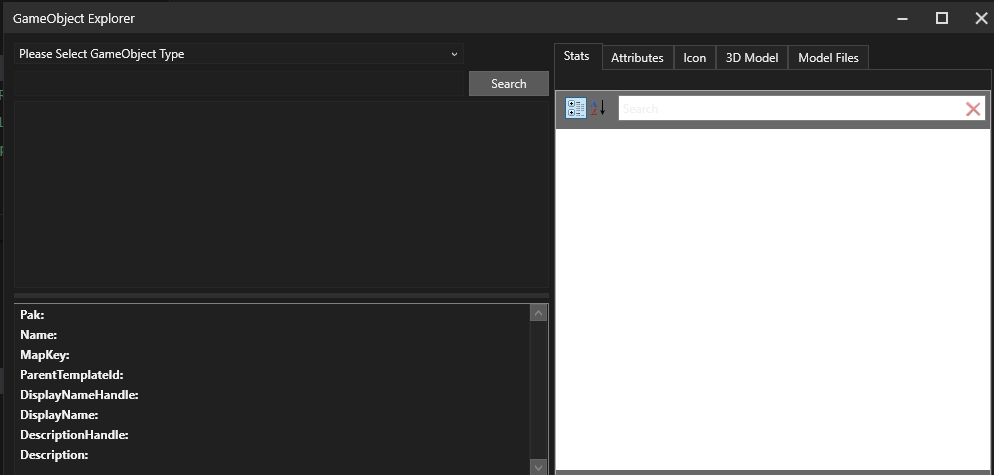 GameObject Explorer
Please Select GameObject Type
Search
Stats
Attributes
Icon
3D Model
Model Files
A
Z
Search
Pak:
Name:
MapKey:
ParentTemplateId:
DisplayNameHandle:
DisplayName:
DescriptionHandle:
Description: